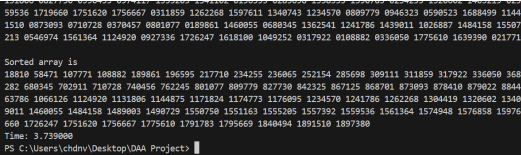 59536 1719660 1751620 1756667 0311859 1262268 1597611 1340743 1234570 0809779 0946323 0590523 1688499 1144
1510 0873093 0710728 0370457 0801077 0189861 1460055 0680345 1362541 1241786 1439011 1026887 1484158 15507
213 0546974 1561364 1124920 0927336 1726247 1618100 1049252 0317922 0108882 0336050 1775610 1639390 021771
Sorted array is
18810 58471 107771 108882 189861 196595 217710 234255 236065 252154 285698 309111 311859 317922 336050 368
282 680345 702911 710728 740456 762245 801077 809779 827730 842325 867125 868701 873093 878410 879022 8844
63786 1066126 1124920 1131806 1144875 1171824 1174773 1176095 1234570 1241786 1262268 1304419 1320602 1340
9011 1460055 1484158 1489003 1490729 1550750 1551163 1555205 1557392 1559536 1561364 1574948 1576858 15976
660 1726247 1751620 1756667 1775610 1791783 1795669 1840494 1891510 1897380
Time: 3.739000
PS C:\Users\chdnv\Desktop\DAA Project>